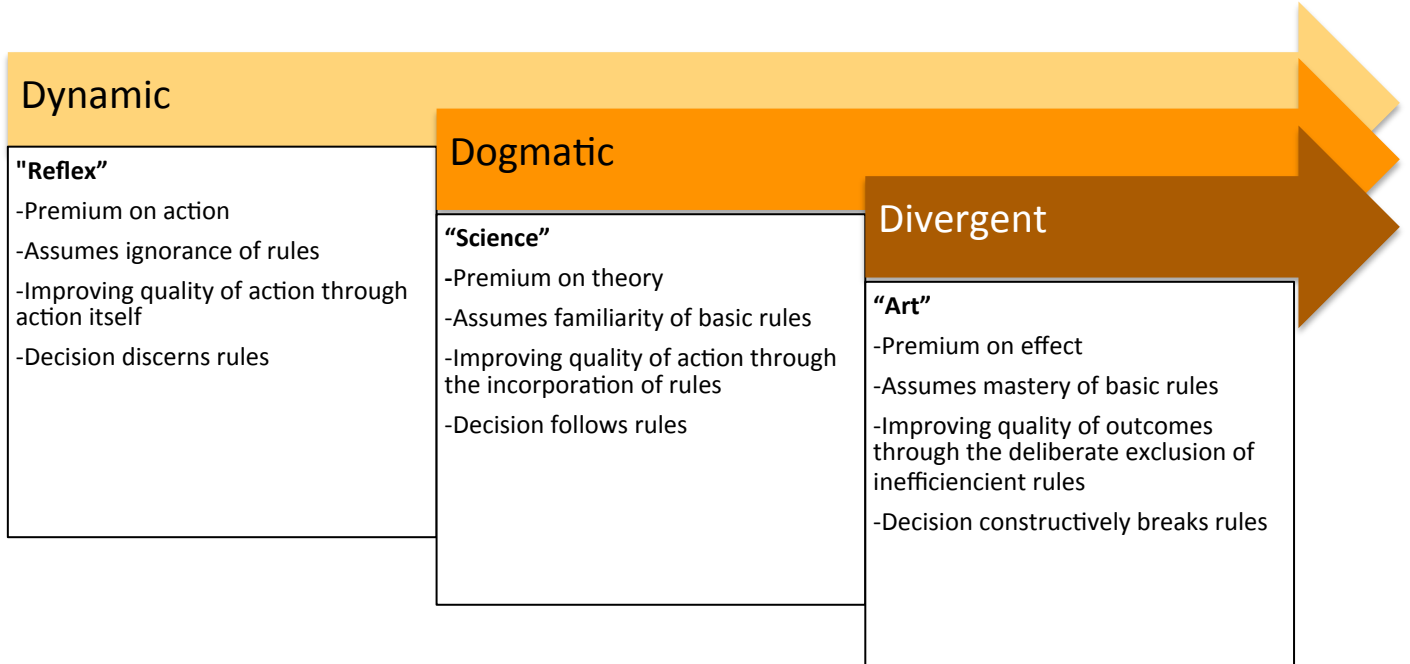 Dynamic
"Reflex”
-Premium on action
-Assumes ignorance of rules
-Improving quality of action through
action itself
-Decision discerns rules
Dogmatic
“Science”
-Premium on theory
-Assumes familiarity of basic rules
-Improving quality of action through
the incorporation of rules
-Decision follows rules
Divergent
“Art”
-Premium on effect
-Assumes mastery of basic rules
-Improving quality of outcomes
through the deliberate exclusion of
inefficiencient rules
-Decision constructively breaks rules